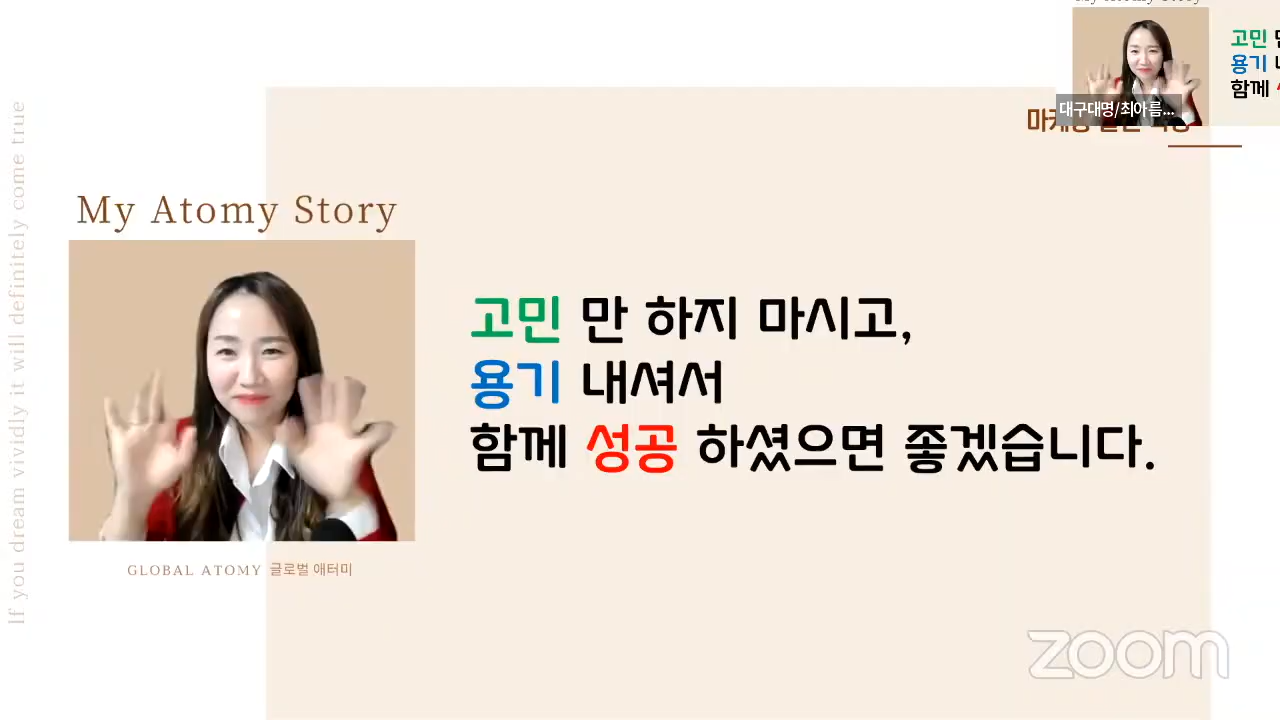 If you dream vividly it will definitely come true
My Atomy Story
고민 만 하지 마시고,
용기 내셔서
함께 성공 하셨으면 좋겠습니다.
GLOBAL ATOMY 글로벌 애터미
My Atomy Story
고민
용기
함께
대구대명/최아름...
zoom